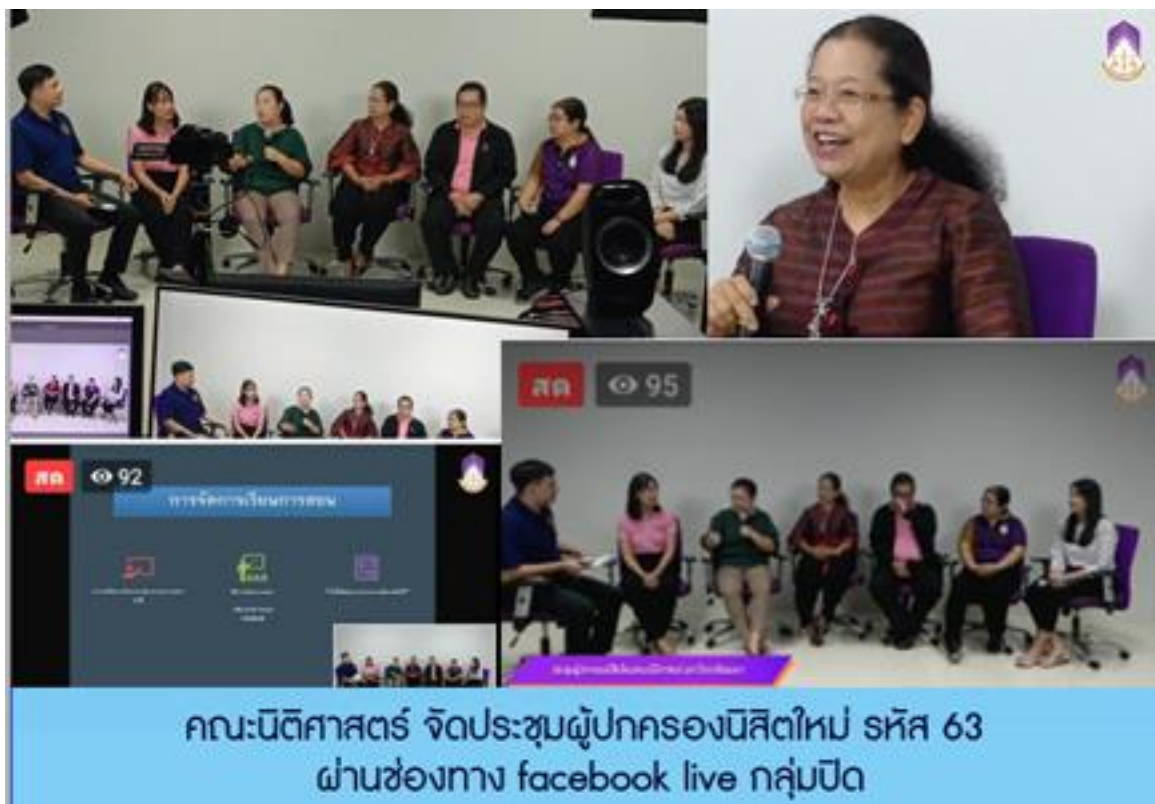 สด 95
สด 92
การจัดการเรียนการสอน
คณะนิติศาสตร์ จัดประชุมผู้ปกครองนิสิตใหม่ รหัส 63
ผ่านช่องทาง facebook live กลุ่มปิด